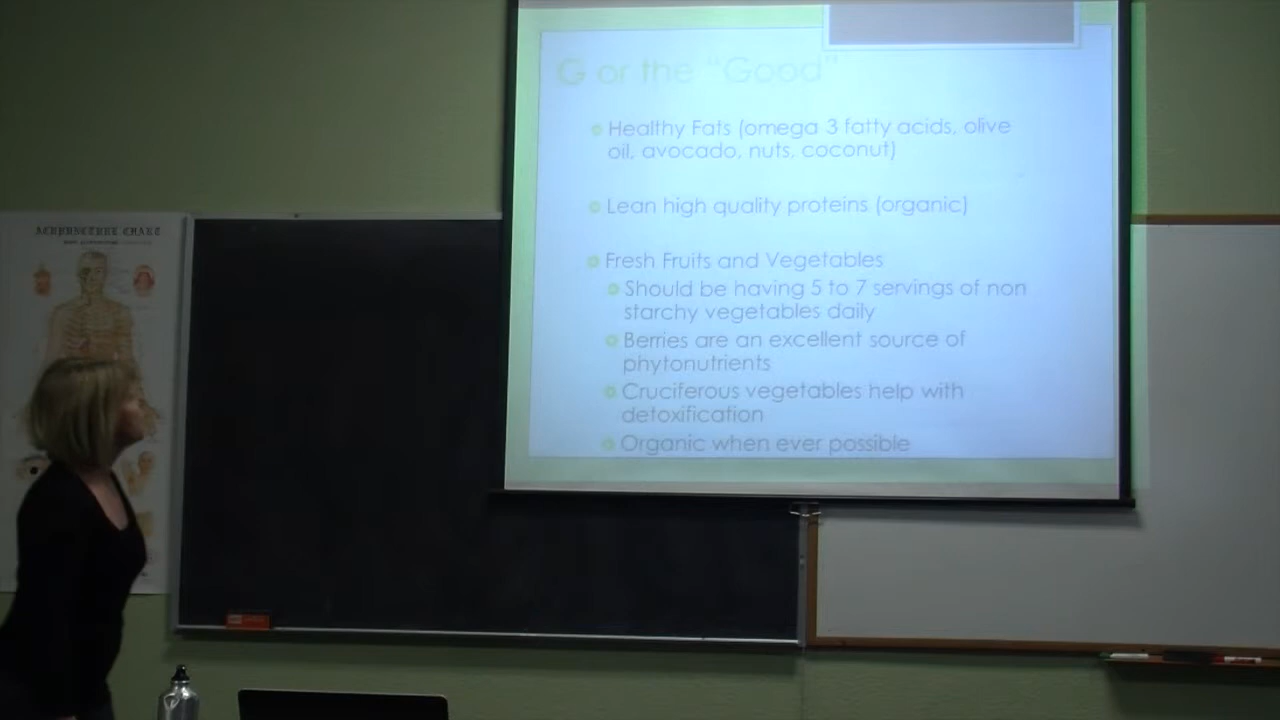 ACUPUNCTURE CHART
G or the "Good"
Healthy Fats (omega 3 fatty acids, olive
oil, avocado, nuts, coconut)
Lean high quality proteins (organic)
Fresh Fruits and Vegetables
Should be having 5 to 7 servings of non
starchy vegetables daily
Berries are an excellent source of
phytonutrients
Cruciferous vegetables help with
detoxification
Organic when ever possible